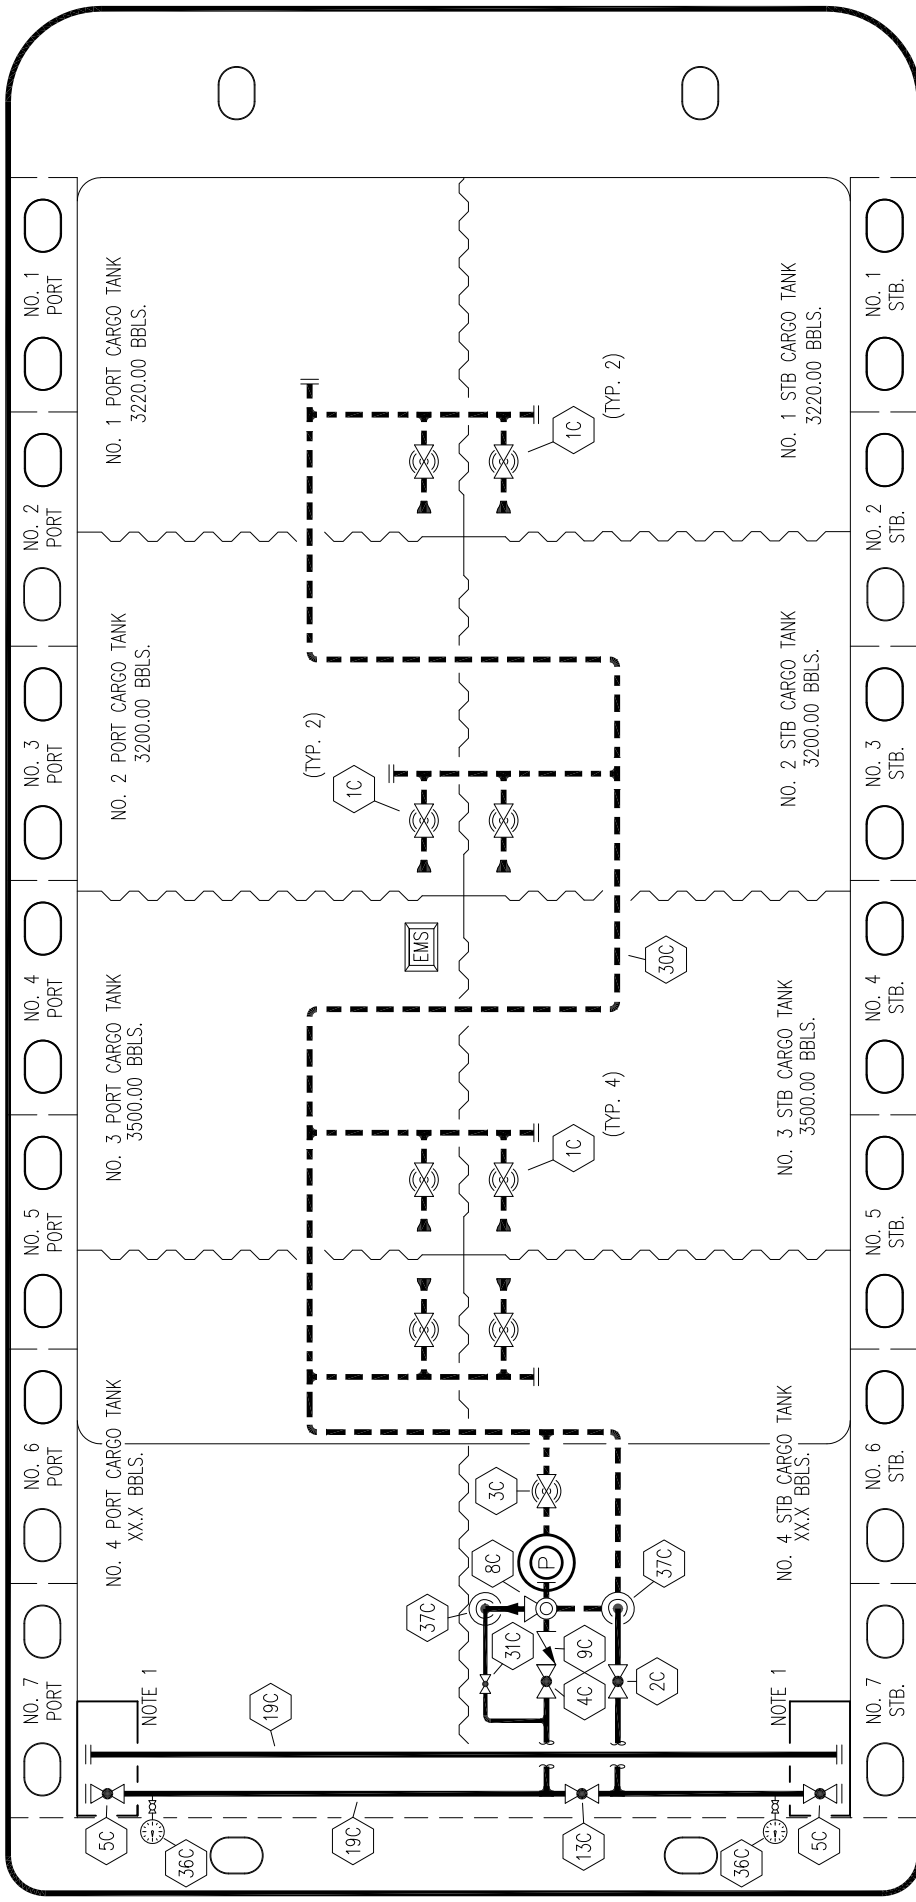 NO. 1
PORT
NO. 2
PORT
NO. 3
PORT
NO. 4
PORT
NO. 5
PORT
NO. 6
PORT
NO. 7
PORT
NO. 1 PORT CARGO TANK
3220.00 BBLS.
NO. 2 PORT CARGO TANK
3200.00 BBLS.
NO. 3 PORT CARGO TANK
3500.00 BBLS.
NO. 4 PORT CARGO TANK
XX.X BBLS.
NOTE 1
(TYP. 2)
1C
EMS
(TYP. 2)
1C
30C
(TYP. 4)
1C
3C
8C
37C
37C
31C
9C
4C
2C
19C
19C
5C
36C
13C
36C
5C
NOTE 1
NO. 1 STB CARGO TANK
3220.00 BBLS.
NO. 2 STB CARGO TANK
3200.00 BBLS.
NO. 3 STB CARGO TANK
3500.00 BBLS.
NO. 4 STB CARGO TANK
XX.X BBLS.
P
NO. 1
STB.
NO. 2
STB.
NO. 3
STB.
NO. 4
STB.
NO. 5
STB.
NO. 6
STB.
NO. 7
STB.